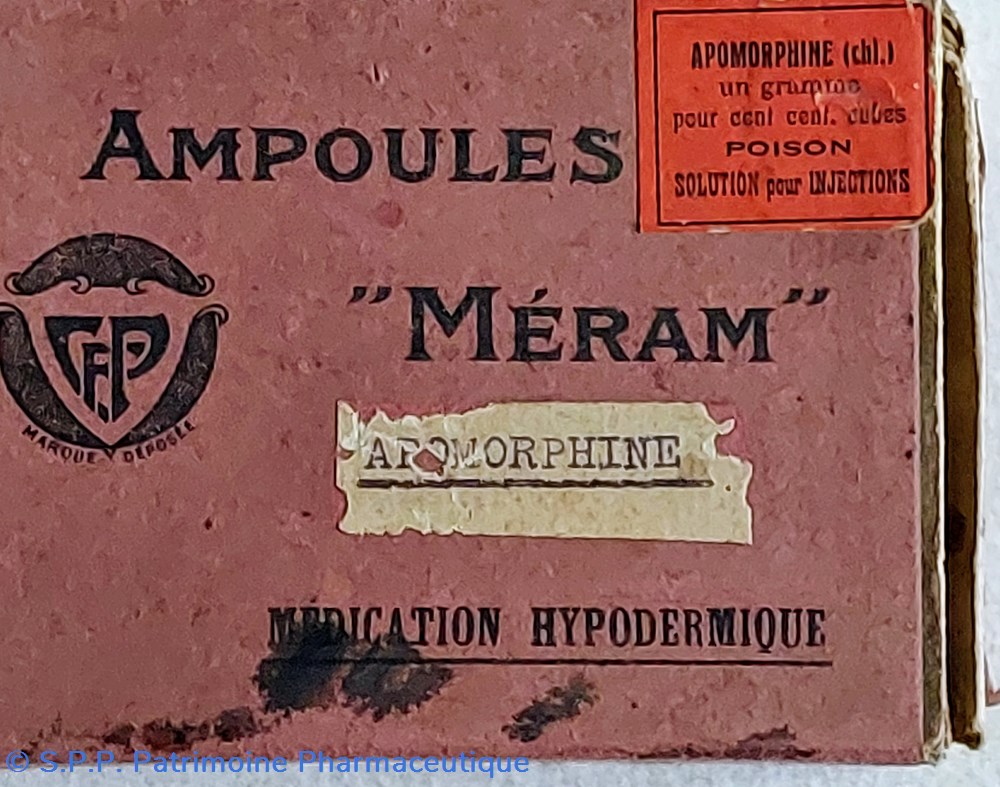 APOMORPHINE (chl.)
un gramme
pour cent cent. cubes
POISON
SOLUTION pour INJECTIONS
AMPOULES
"MÉRAM"
C.F.P
MARQUE DÉPOSÉE
APOMORPHINE
MÉDICATION HYPODERMIQUE
© S.P.P. Patrimoine Pharmaceutique